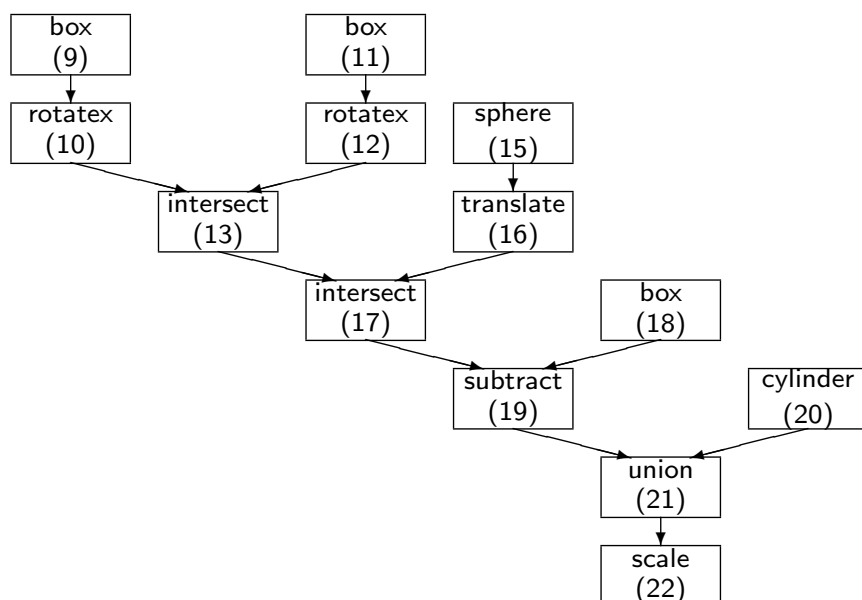 box
(9)
box
(11)
rotatex
(10)
rotatex
(12)
sphere
(15)
intersect
(13)
translate
(16)
intersect
(17)
box
(18)
subtract
(19)
cylinder
(20)
union
(21)
scale
(22)